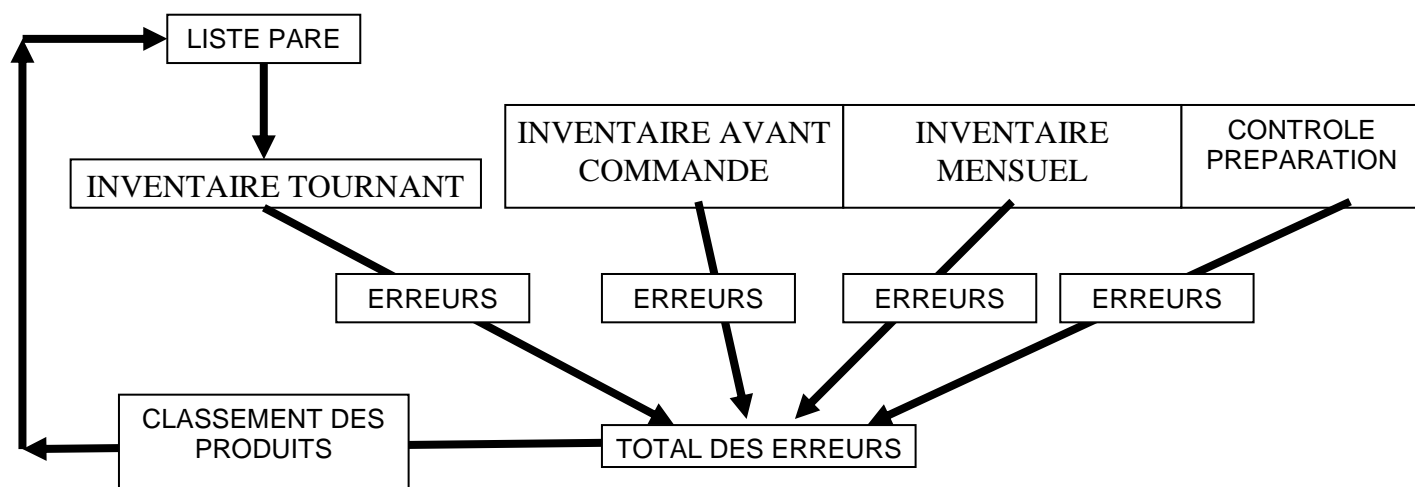 LISTE PARE
INVENTAIRE AVANT
COMMANDE
INVENTAIRE
MENSUEL
CONTROLE
PREPARATION
INVENTAIRE TOURNANT
ERREURS
ERREURS
ERREURS
ERREURS
CLASSEMENT DES
PRODUITS
TOTAL DES ERREURS